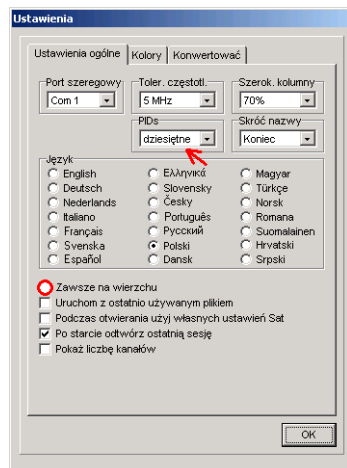 Ustawienia
Ustawienia ogólne Kolory Konwertować
Port szeregowy Toler. częstotl. Szerok. kolumny
Com 1 5 MHz 70%
PIDs Skróć nazwy
dziesiętne Koniec
Język
English Ελληνικά Magyar
Deutsch Slovensky Türkçe
Nederlands Česky Norsk
Italiano Português Romana
Français Русский Suomalainen
Svenska Polski Hrvatski
Español Dansk Srpski
Zawsze na wierzchu
Uruchom z ostatnio używanym plikiem
Podczas otwierania użyj własnych ustawień Sat
Po starcie odtwórz ostatnią sesję
Pokaż liczbę kanałów
OK